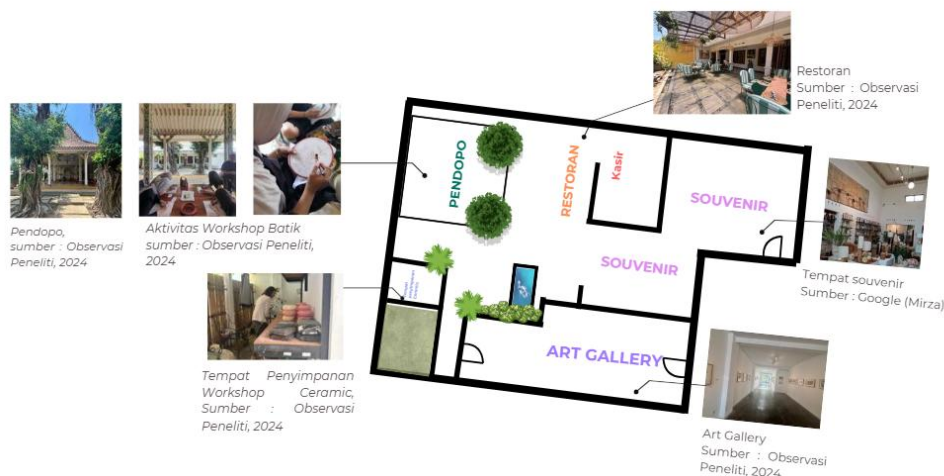 Restoran
Sumber : Observasi
Peneliti, 2024
Pendopo,
sumber : Observasi
Peneliti, 2024
Aktivitas Workshop Batik
sumber : Observasi Peneliti,
2024
PENDOPO
RESTORAN
Kasir
SOUVENIR
SOUVENIR
Tempat souvenir
Sumber : Google (Mirza)
ART GALLERY
Tempat Penyimpanan
Workshop Ceramic,
Sumber : Observasi
Peneliti, 2024
Art Gallery
Sumber : Observasi
Peneliti, 2024